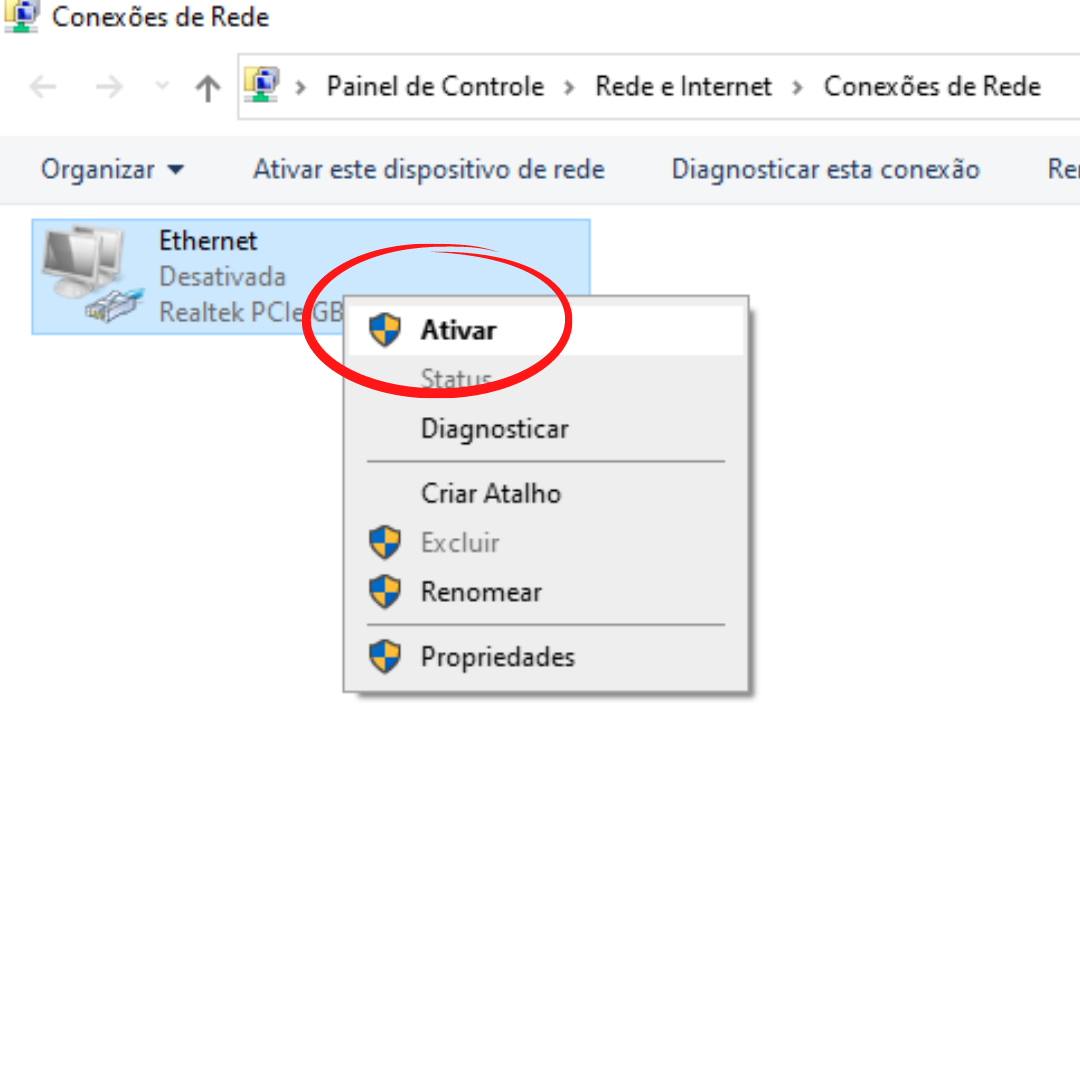 Conexões de Rede
Painel de Controle > Rede e Internet > Conexões de Rede
Organizar Ativar este dispositivo de rede Diagnosticar esta conexão
Ethernet
Desativada
Realtek PCIe GB
Ativar
Status
Diagnosticar
Criar Atalho
Excluir
Renomear
Propriedades